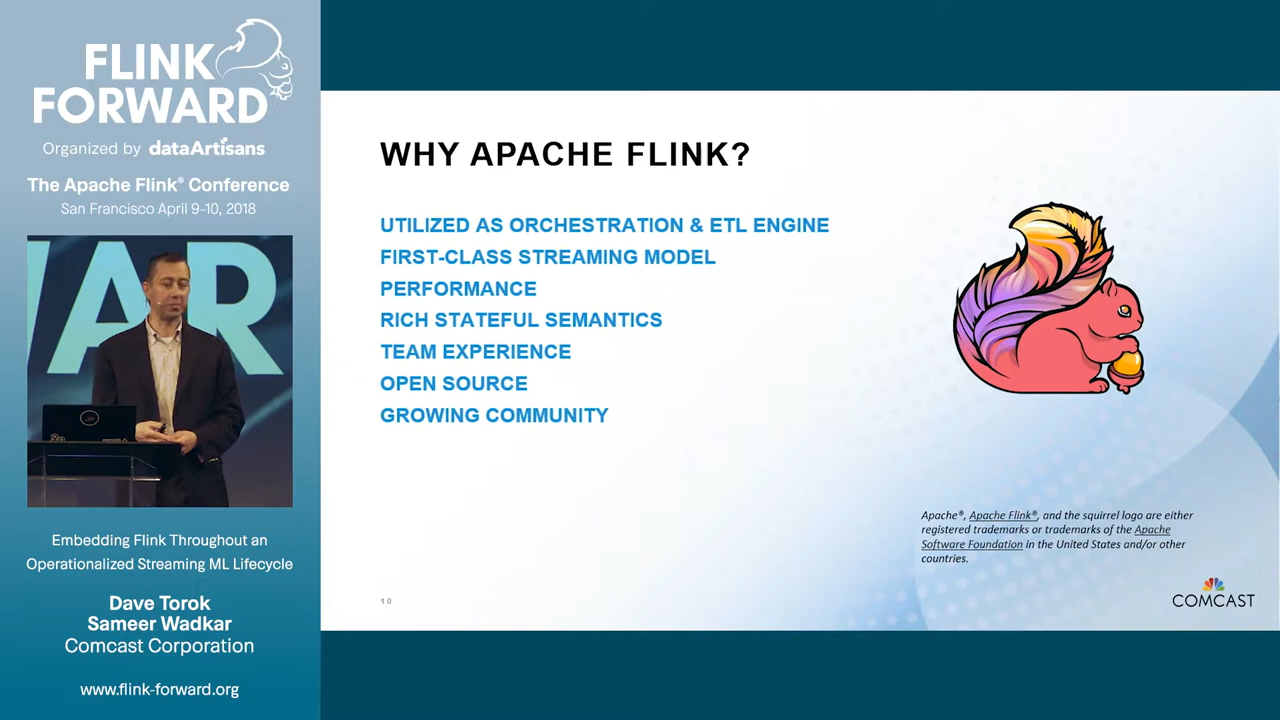 FLINK
FORWARD
Organized by dataArtisans
The Apache Flink® Conference
San Francisco April 9-10, 2018
WAR
Embedding Flink Throughout an
Operationalized Streaming ML Lifecycle
Dave Torok
Sameer Wadkar
Comcast Corporation
www.flink-forward.org
WHY APACHE FLINK?
UTILIZED AS ORCHESTRATION & ETL ENGINE
FIRST-CLASS STREAMING MODEL
PERFORMANCE
RICH STATEFUL SEMANTICS
TEAM EXPERIENCE
OPEN SOURCE
GROWING COMMUNITY
Apache®, Apache Flink®, and the squirrel logo are either
registered trademarks or trademarks of the Apache
Software Foundation in the United States and/or other
countries.
10
COMCAST